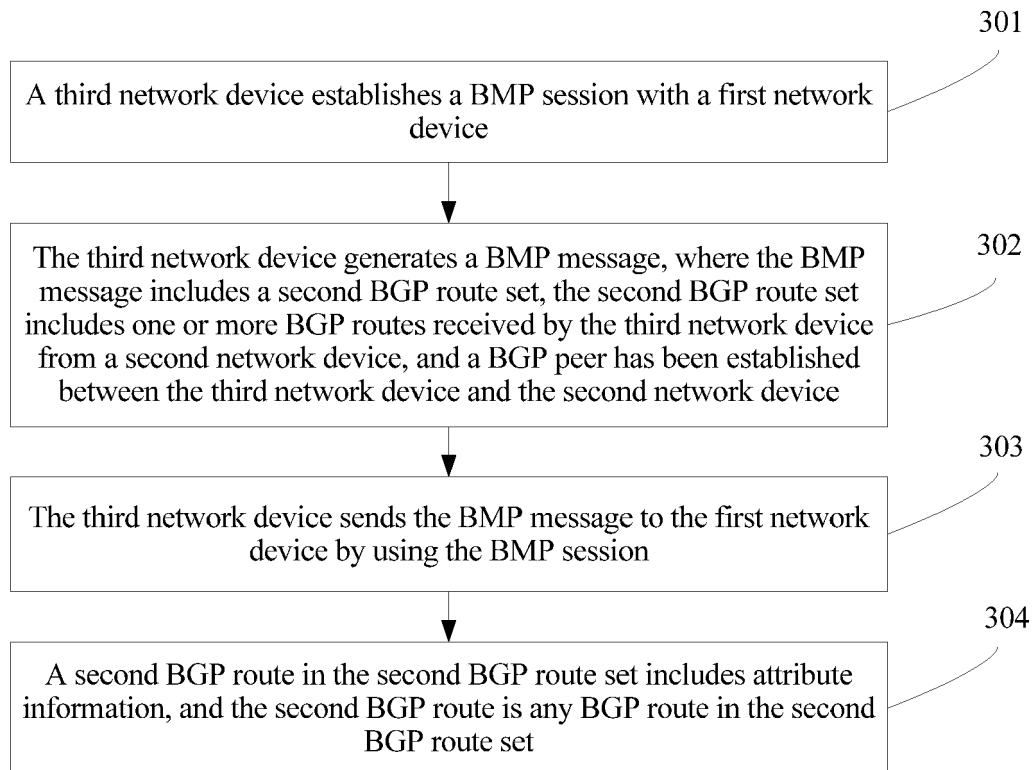 301
A third network device establishes a BMP session with a first network
device
302
The third network device generates a BMP message, where the BMP
message includes a second BGP route set, the second BGP route set
includes one or more BGP routes received by the third network device
from a second network device, and a BGP peer has been established
between the third network device and the second network device
303
The third network device sends the BMP message to the first network
device by using the BMP session
304
A second BGP route in the second BGP route set includes attribute
information, and the second BGP route is any BGP route in the second
BGP route set